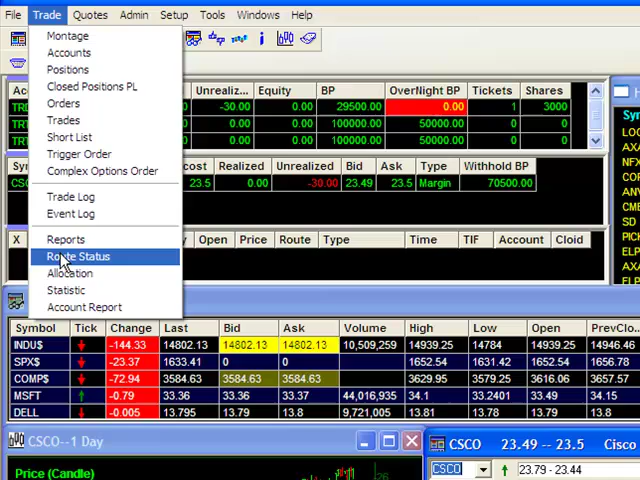 File Trade Quotes Admin Setup Tools Windows Help
Montage
Accounts
Positions
Closed Positions PL
Orders
Trades
Short List
Trigger Order
Complex Options Order
Trade Log
Event Log
Reports
Route Status
Allocation
Statistic
Account Report
Unrealiz... Equity BP OverNight BP Tickets Shares
-30.00 0.00 29500.00 0.00 1 3000
0.00 0.00 100000.00 50000.00 0 0
0.00 0.00 100000.00 50000.00 0 0
cost Realized Unrealized Bid Ask Type Withhold BP
23.5 0.00 -30.00 23.49 23.5 Margin 70500.00
X Open Price Route Type Time TIF Account Cloid
Symbol Tick Change Last Bid Ask Volume High Low Open PrevClo...
INDU$ -144.33 14802.13 14802.13 14802.13 10,509,259 14939.25 14784 14939.25 14946.46
SPX$ -23.37 1633.41 0 0 1652.54 1631.42 1652.54 1656.78
COMP$ -72.94 3584.63 3584.63 3584.63 3629.95 3579.25 3616.06 3657.57
MSFT -0.79 33.36 33.36 33.37 44,016,935 34.1 33.2401 34.1 34.15
DELL -0.005 13.795 13.79 13.8 9,721,005 13.81 13.79 13.8 13.8
CSCO--1 Day
Price (Candle)
CSCO 23.49 -- 23.5 Cisco
CSCO 23.79 - 23.44